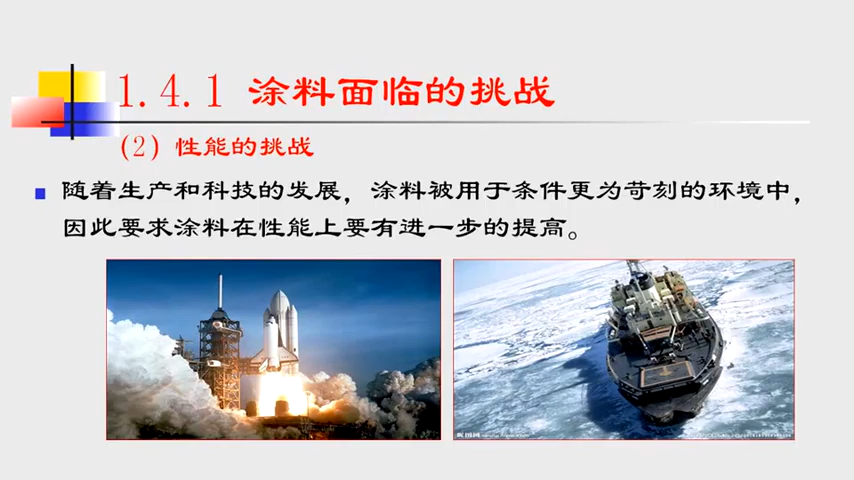 1.4.1 涂料面临的挑战
(2) 性能的挑战
随着生产和科技的发展，涂料被用于条件更为苛刻的环境中，
因此要求涂料在性能上要有进一步的提高。